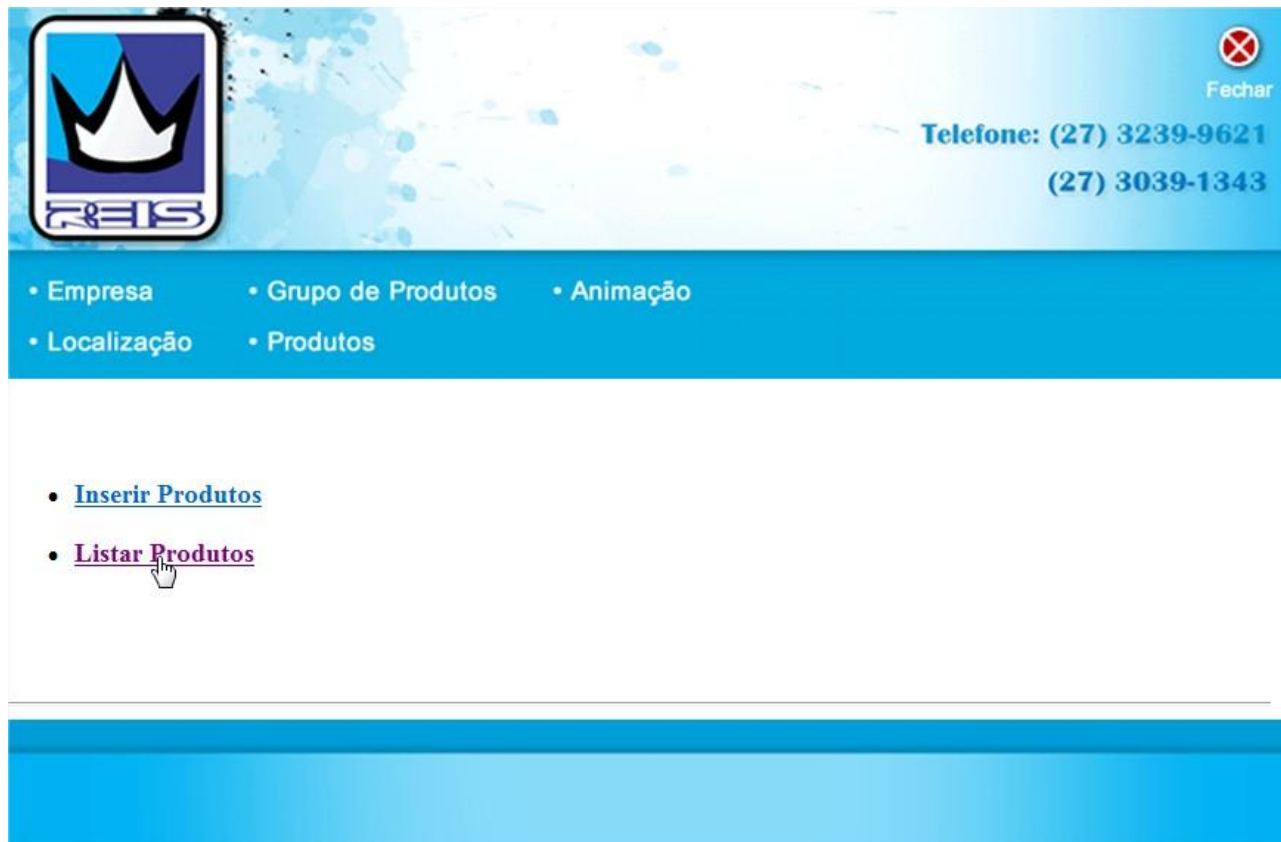 REIS
Fechar
Telefone: (27) 3239-9621
(27) 3039-1343
• Empresa • Grupo de Produtos • Animação
• Localização • Produtos
• Inserir Produtos
• Listar Produtos